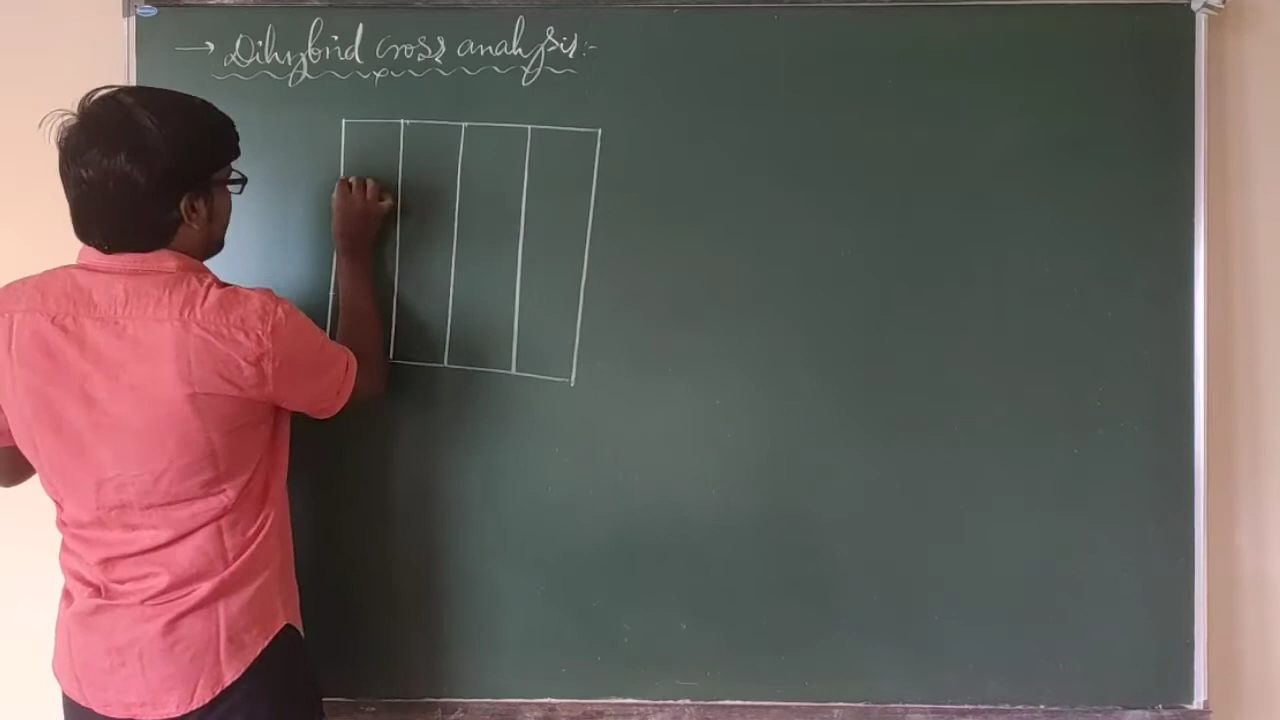 → Dihybrid cross analysis:-